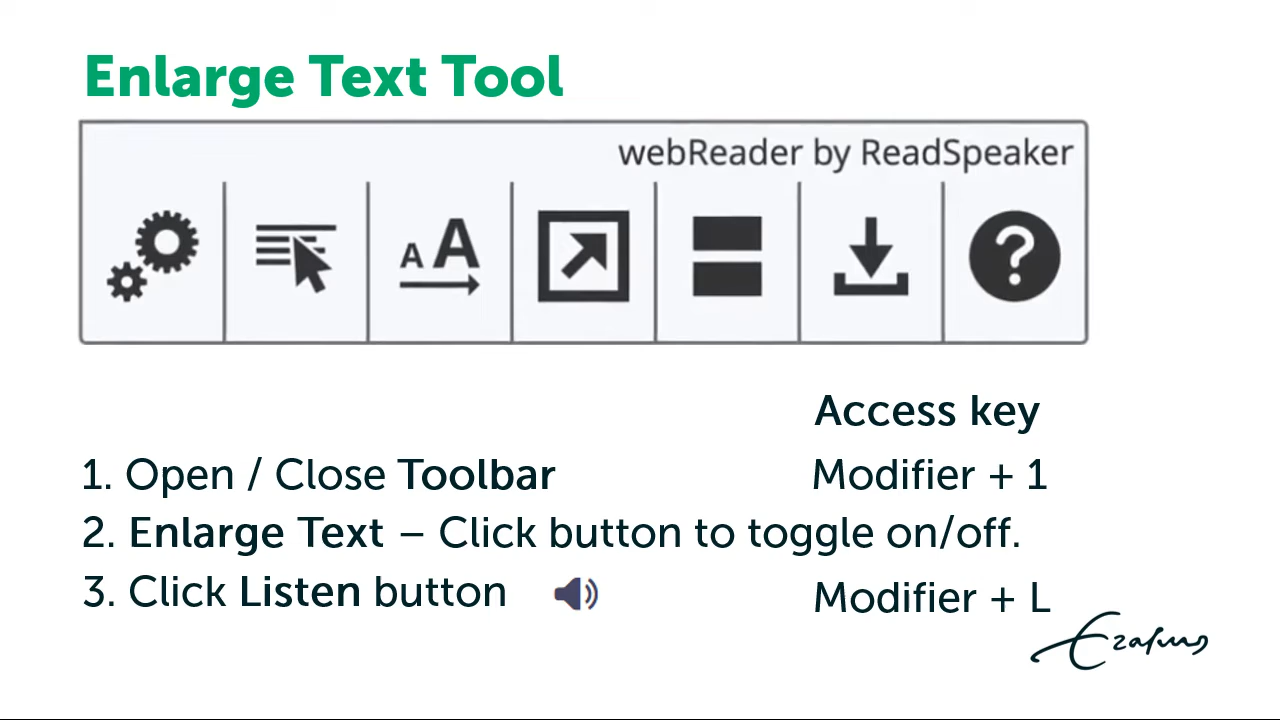 Enlarge Text Tool
webReader by ReadSpeaker
A A
?
Access key
1. Open / Close Toolbar Modifier + 1
2. Enlarge Text – Click button to toggle on/off.
3. Click Listen button Modifier + L
Erasmus